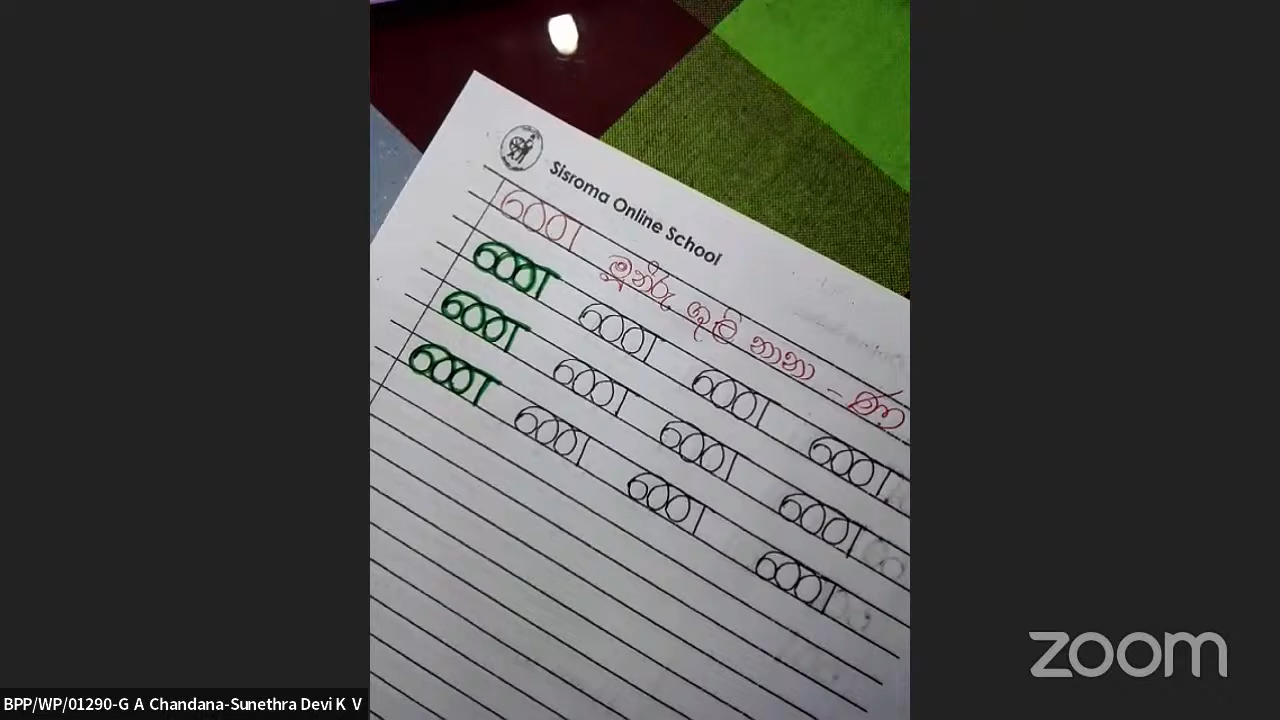 Sisroma Online School
ண மூன்று சுழி නානා - ණ
ண ண ண ண
ண ண ண ண
ண ண ண ண
zoom
BPP/WP/01290-G A Chandana-Sunethra Devi K V